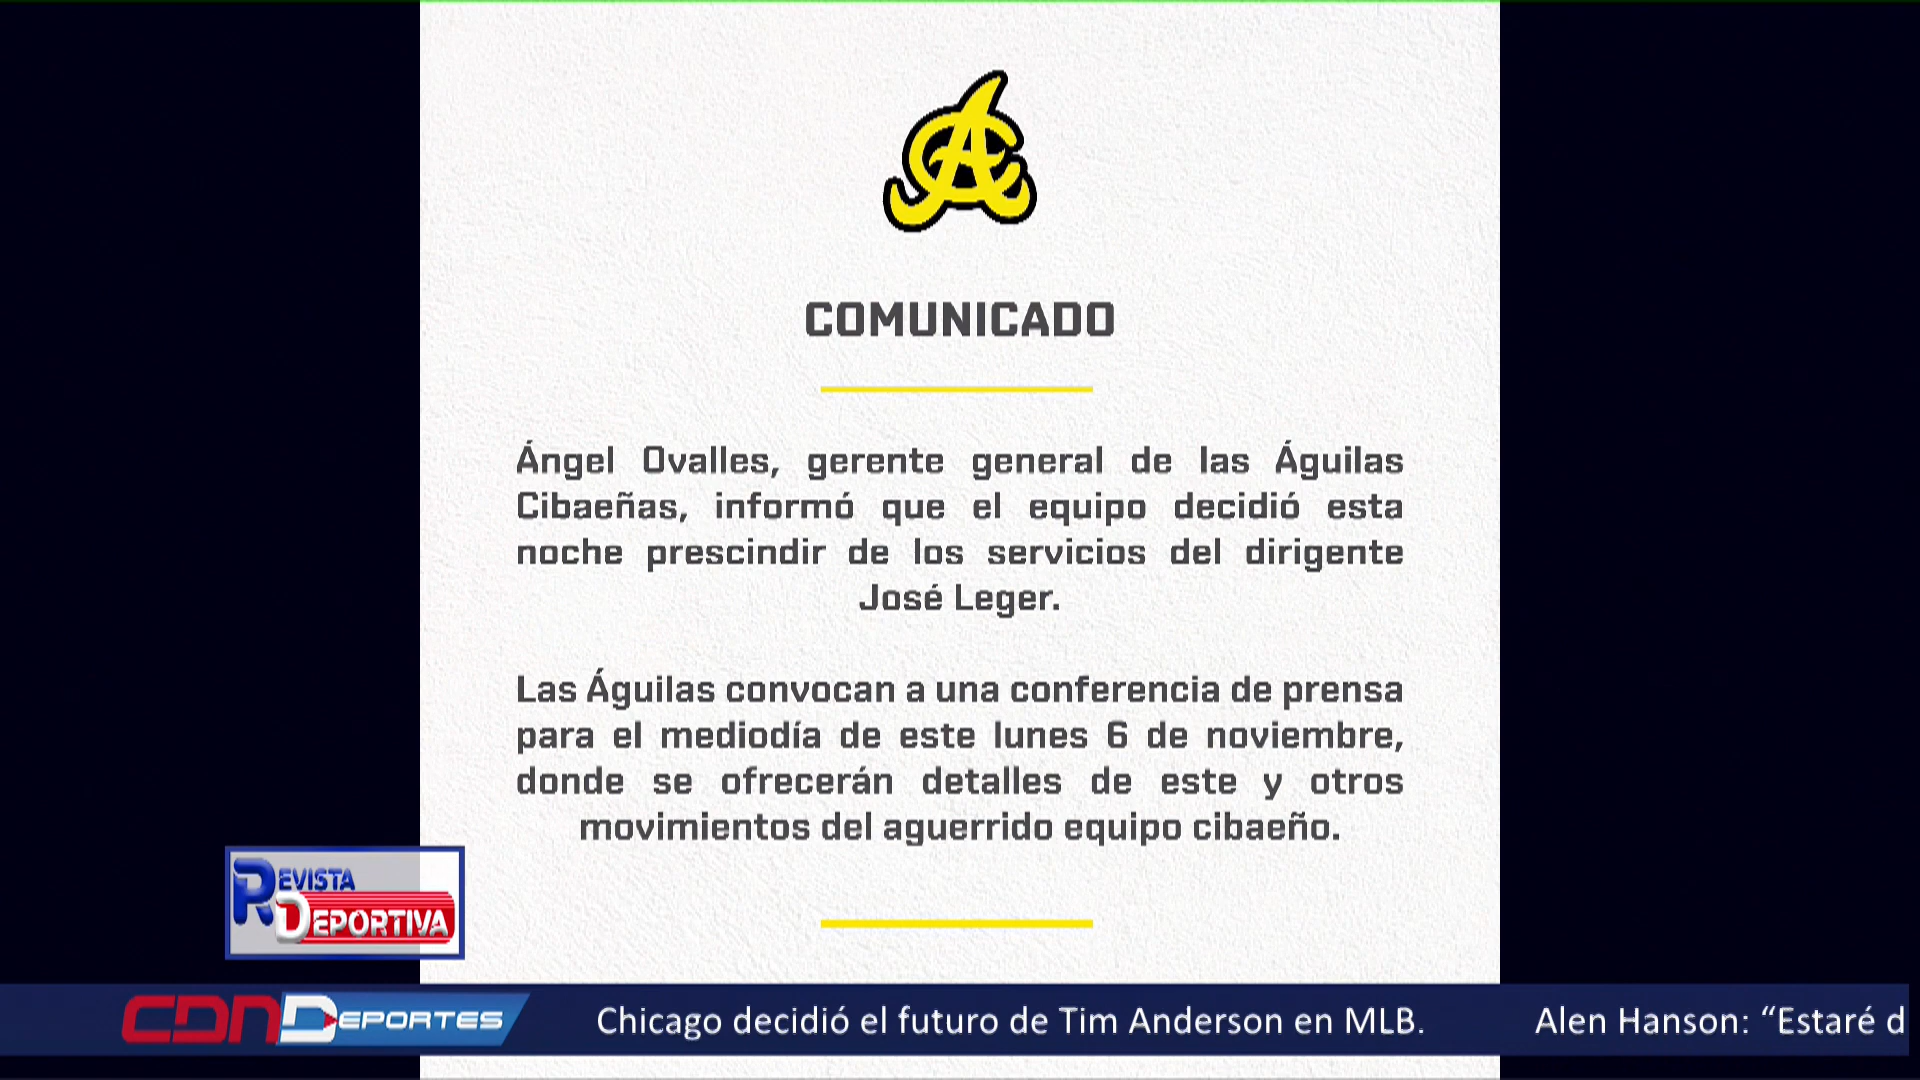 COMUNICADO
Ángel Ovalles, gerente general de las Águilas
Cibaeñas, informó que el equipo decidió esta
noche prescindir de los servicios del dirigente
José Leger.
Las Águilas convocan a una conferencia de prensa
para el mediodía de este lunes 6 de noviembre,
donde se ofrecerán detalles de este y otros
movimientos del aguerrido equipo cibaeño.
REVISTA
DEPORTIVA
CDN DEPORTES
Chicago decidió el futuro de Tim Anderson en MLB.
Alen Hanson: “Estaré d